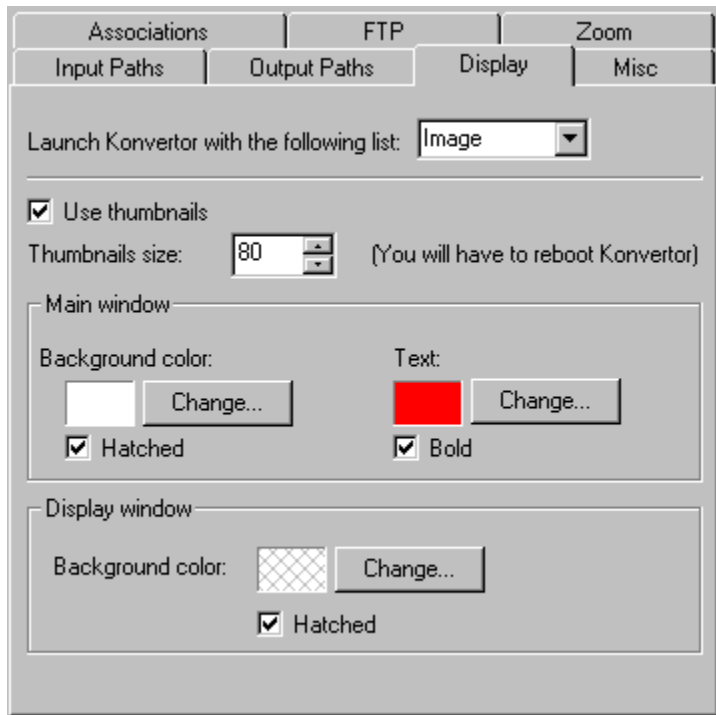 Associations FTP Zoom
Input Paths Output Paths Display Misc
Launch Konvertor with the following list: Image
Use thumbnails
Thumbnails size: 80 (You will have to reboot Konvertor)
Main window
Background color: Text:
Change... Change...
Hatched Bold
Display window
Background color: Change...
Hatched